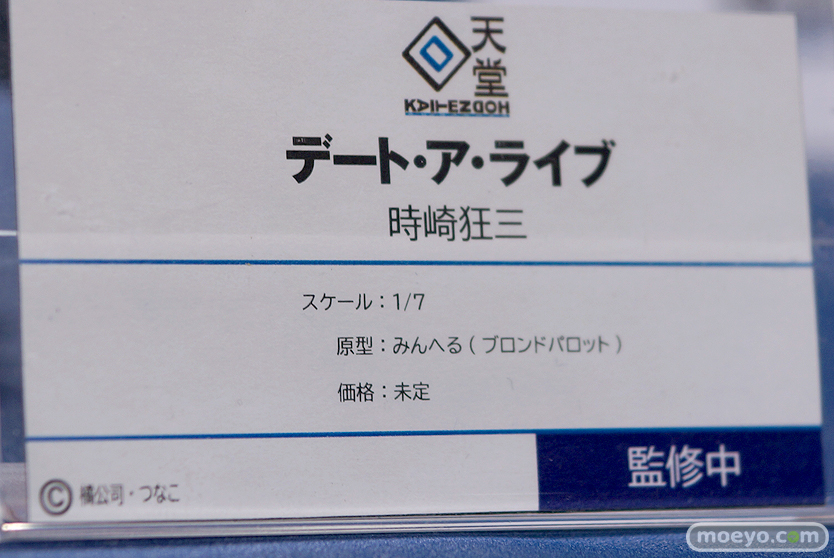 天堂
KAITENDOH
デート・ア・ライブ
時崎狂三
スケール：1/7
原型：みんへる（ブロンドパロット）
価格：未定
©橘公司・つなこ
監修中
moeyo.com